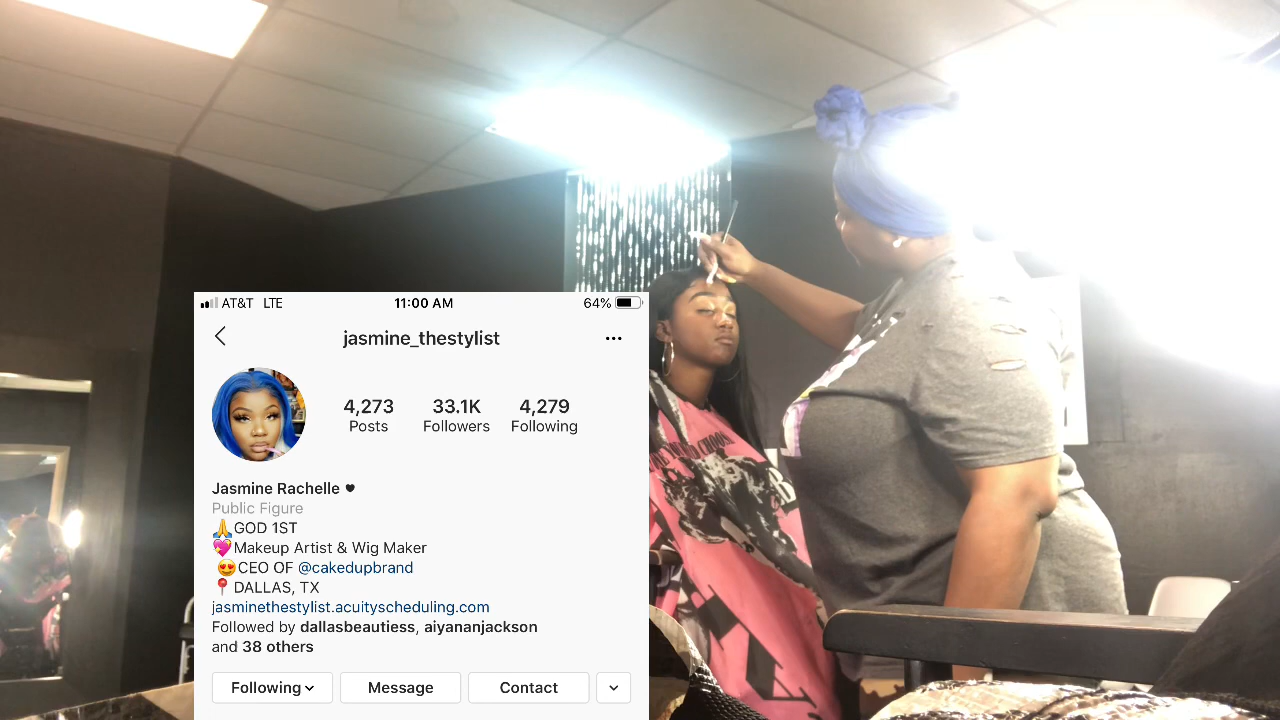 AT&T LTE 11:00 AM 64%
jasmine_thestylist
4,273 33.1K 4,279
Posts Followers Following
Jasmine Rachelle ♥
Public Figure
🙏GOD 1ST
💖Makeup Artist & Wig Maker
😍CEO OF @cakedupbrand
📍DALLAS, TX
jasminethestylist.acuityscheduling.com
Followed by dallasbeautiess, aiyananjackson
and 38 others
Following Message Contact